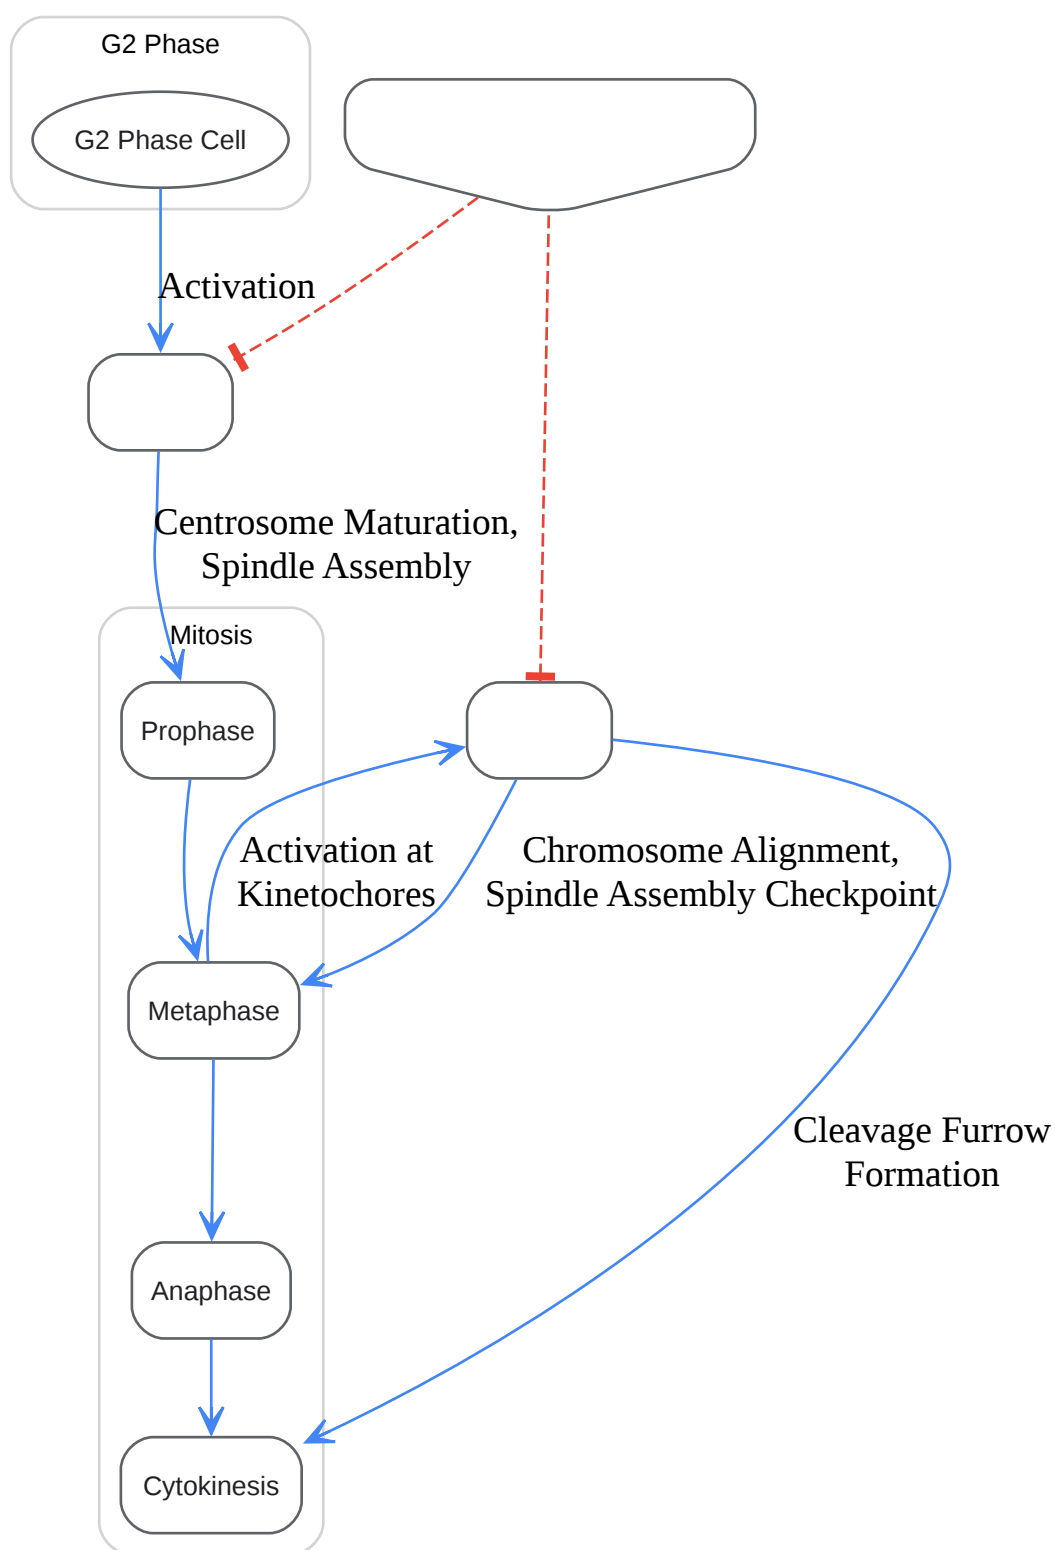 G2 Phase
G2 Phase Cell
Activation
Centrosome Maturation,
Spindle Assembly
Mitosis
Prophase
Activation at
Kinetochores
Chromosome Alignment,
Spindle Assembly Checkpoint
Metaphase
Cleavage Furrow
Formation
Anaphase
Cytokinesis